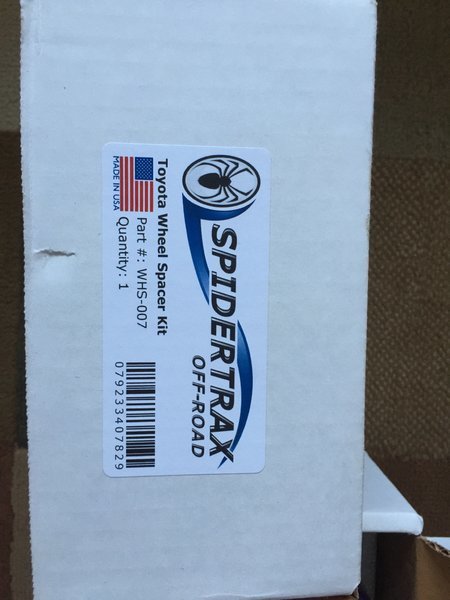 SPIDERTRAX
OFF-ROAD
Toyota Wheel Spacer Kit
Part #: WHS-007
Quantity: 1
MADE IN USA
079233407829